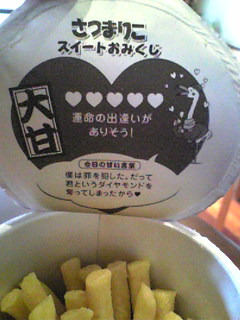 さつまりこ
スイートおみくじ
大甘
♥♥♥♥♥
運命の出逢いが
ありそう！
今日の甘い言葉
僕は罪を犯した。だって
君というダイヤモンドを
奪ってしまったから♥